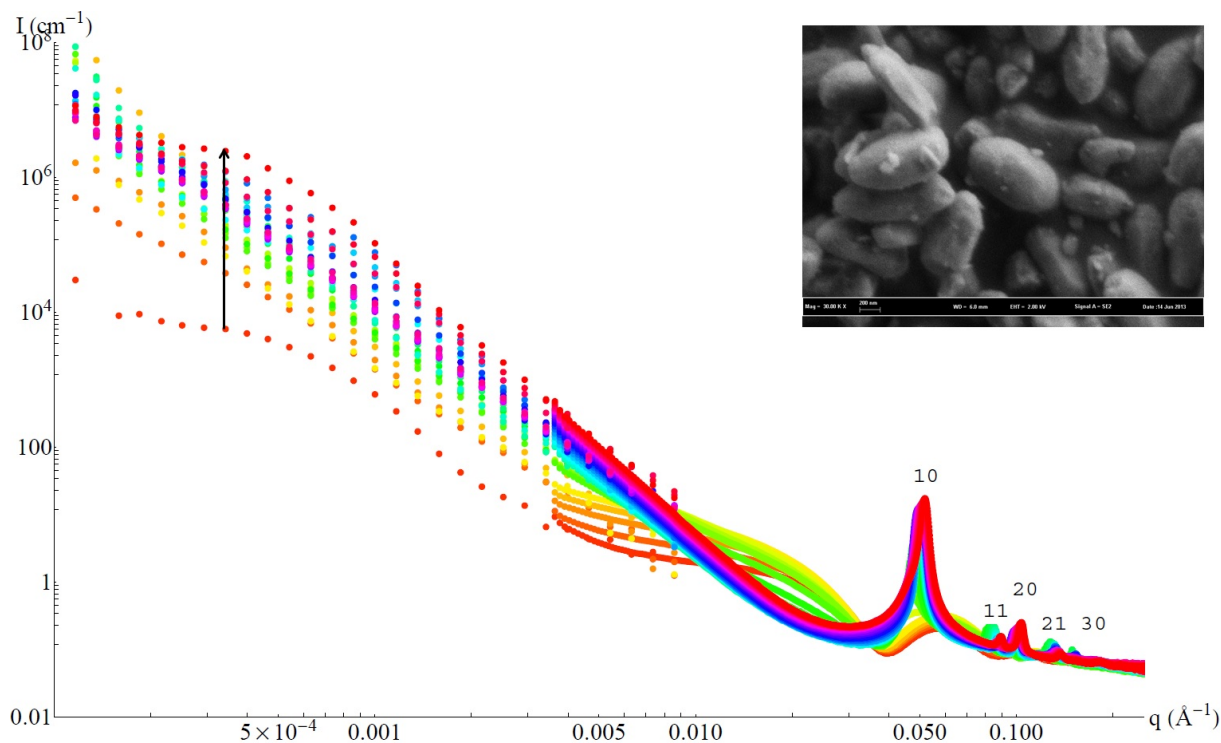 I (cm⁻¹)
10⁸
10⁶
10⁴
100
1
0.01
5×10⁻⁴
0.001
0.005
0.010
0.050
0.100
q (Å⁻¹)
10
11
20
21
30
Mag = 30.00 K X
200 nm
WD = 6.0 mm
EHT = 2.00 kV
Signal A = SE2
Date :14 Jun 2013